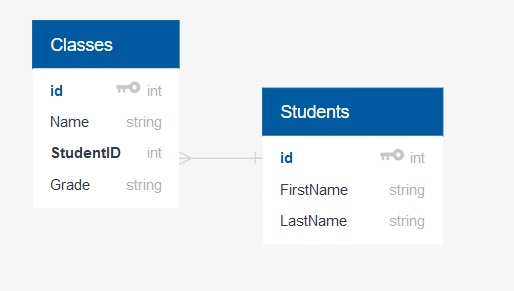 Classes
id int
Name string
StudentID int
Grade string
Students
id int
FirstName string
LastName string